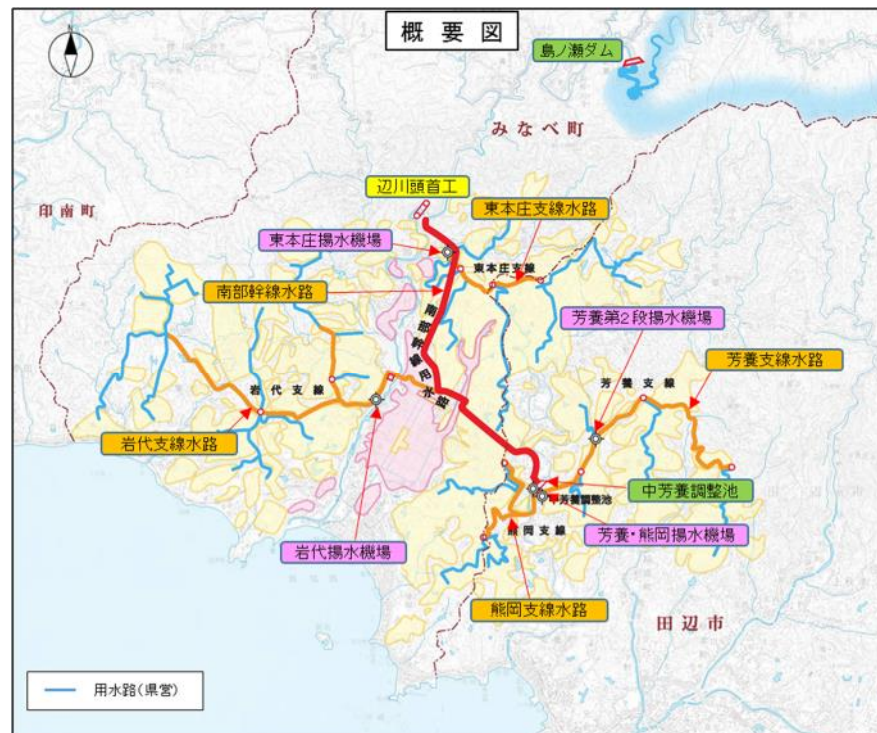 概要図
島ノ瀬ダム
みなべ町
辺川頭首工
印南町
東本庄支線水路
東本庄揚水機場
東本庄支線
南部幹線水路
芳養第2段揚水機場
南部幹線用水路
芳養支線水路
芳養支線
岩代支線
岩代支線水路
中芳養調整池
中芳養調整池
岩代揚水機場
熊岡支線
芳養・熊岡揚水機場
熊岡支線水路
田辺市
用水路(県営)